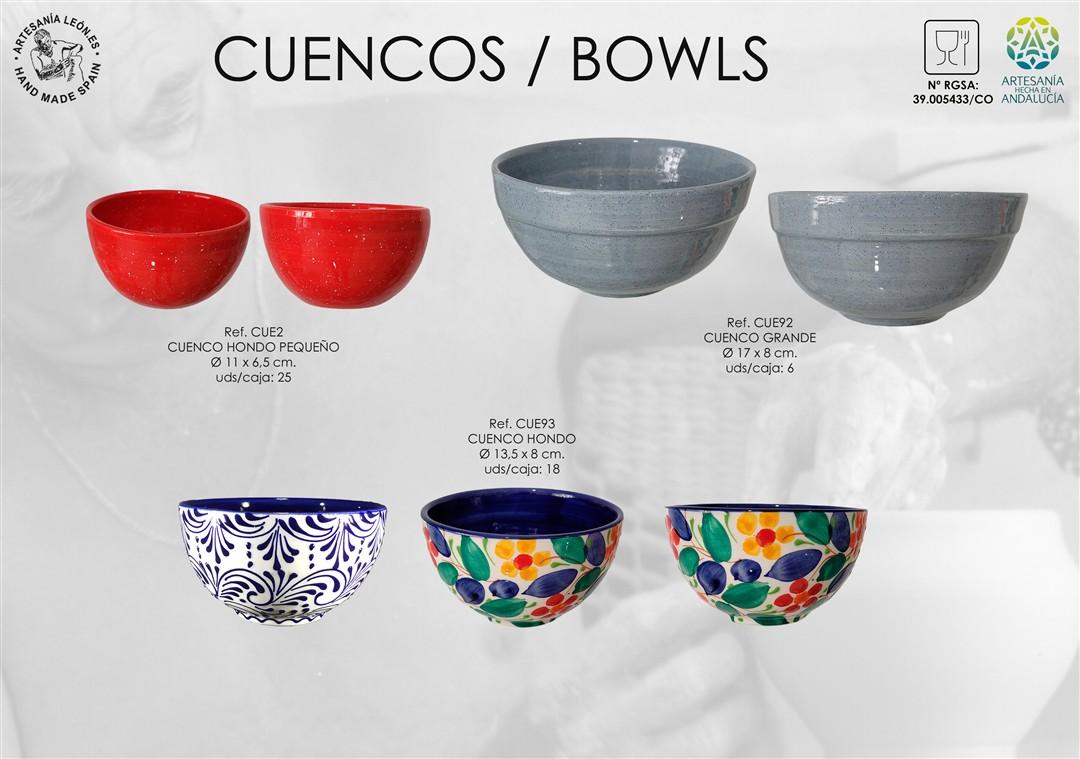 ARTESANÍA LEÓN.ES
HAND MADE SPAIN
CUENCOS / BOWLS
Nº RGSA:
39.005433/CO
ARTESANÍA
HECHA EN
ANDALUCÍA
Ref. CUE2
CUENCO HONDO PEQUEÑO
Ø 11 x 6,5 cm.
uds/caja: 25
Ref. CUE92
CUENCO GRANDE
Ø 17 x 8 cm.
uds/caja: 6
Ref. CUE93
CUENCO HONDO
Ø 13,5 x 8 cm.
uds/caja: 18